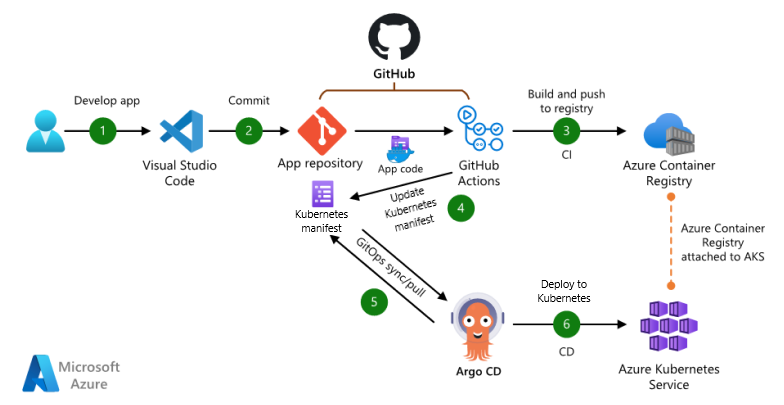 GitHub
Develop app
Commit
Build and push
to registry
1
2
3
CI
Visual Studio
Code
App repository
App code
GitHub
Actions
Azure Container
Registry
Kubernetes
manifest
Update
Kubernetes
manifest
4
Azure Container
Registry
attached to AKS
GitOps sync/pull
5
Deploy to
Kubernetes
6
CD
Argo CD
Azure Kubernetes
Service
Microsoft
Azure